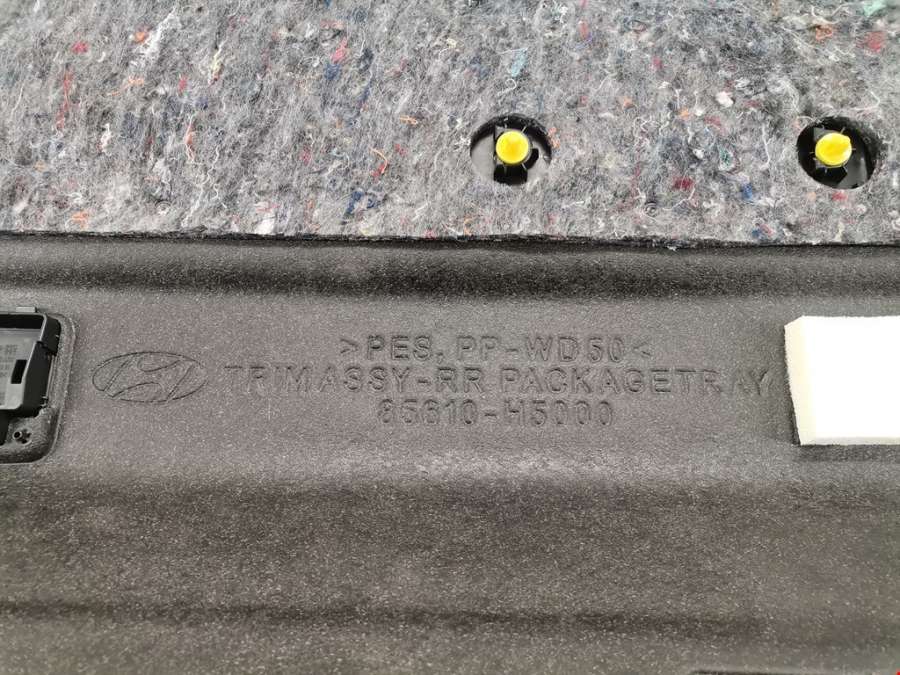 >PES, PP-WD50<
TRIMASSY-RR PACKAGETRAY
85610-H5000